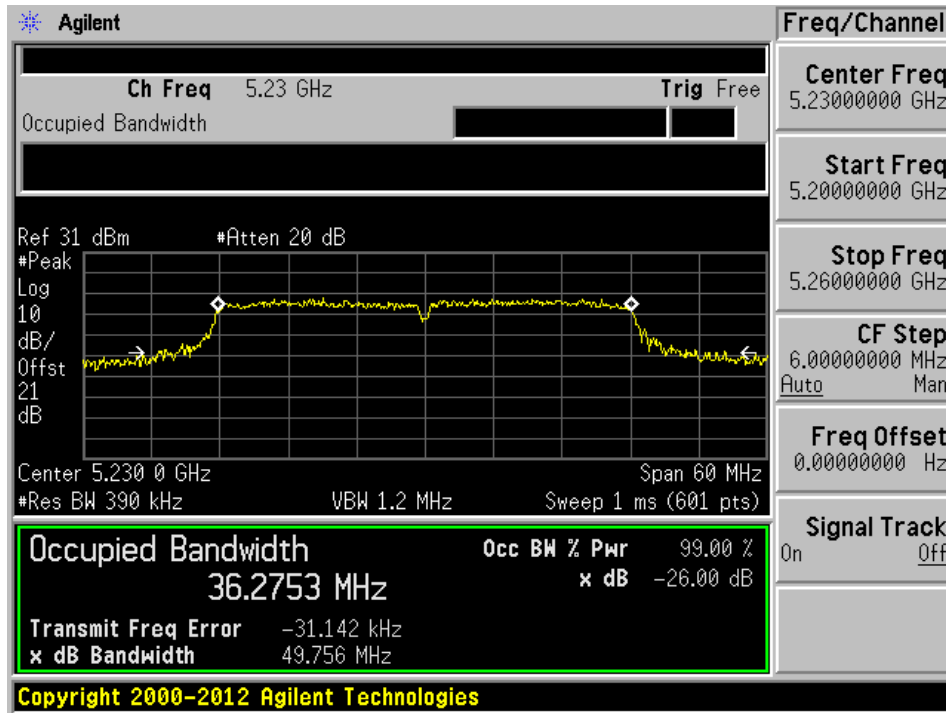 Agilent
Freq/Channel
Ch Freq 5.23 GHz Trig Free
Occupied Bandwidth
Center Freq
5.23000000 GHz
Start Freq
5.20000000 GHz
Stop Freq
5.26000000 GHz
CF Step
6.00000000 MHz
Auto Man
Freq Offset
0.00000000 Hz
Signal Track
On Off
Ref 31 dBm #Atten 20 dB
#Peak
Log
10
dB/
Offst
21
dB
Center 5.230 0 GHz Span 60 MHz
#Res BW 390 kHz VBW 1.2 MHz Sweep 1 ms (601 pts)
Occupied Bandwidth Occ BW % Pwr 99.00 %
36.2753 MHz x dB -26.00 dB
Transmit Freq Error -31.142 kHz
x dB Bandwidth 49.756 MHz
Copyright 2000-2012 Agilent Technologies